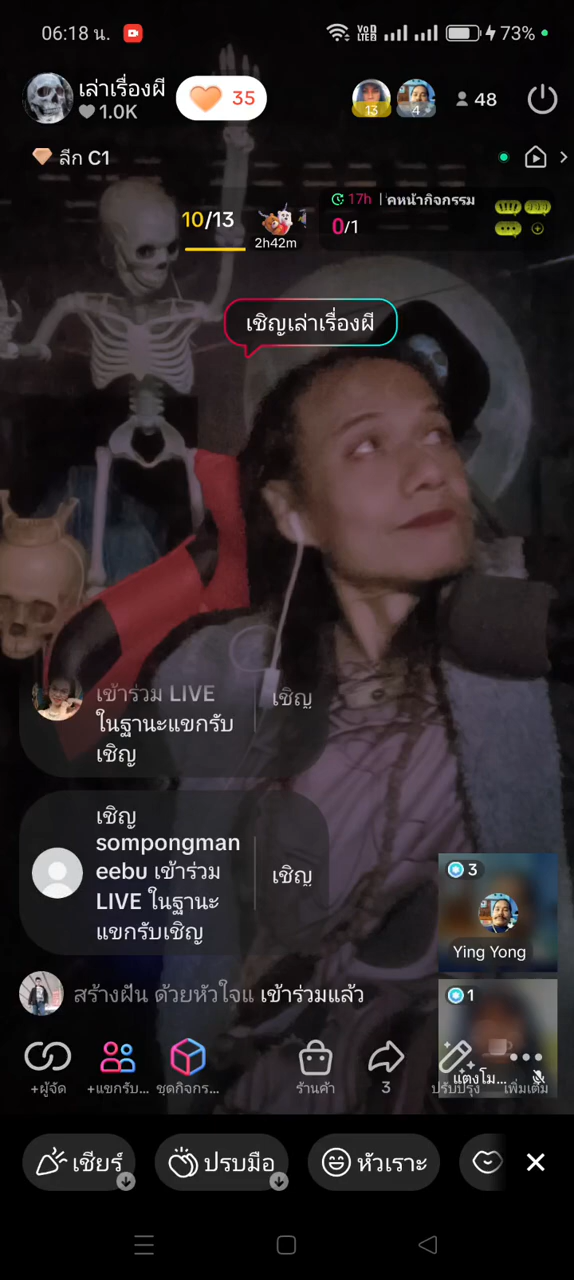 06:18 น.
VoD
LTE
73%
เล่าเรื่องผี
1.0K
35
13
4
48
ลีก C1
10/13
2h42m
17h
คหน้ากิจกรรม
0/1
เชิญเล่าเรื่องผี
เข้าร่วม LIVE
ในฐานะแขกรับ
เชิญ
เชิญ
เชิญ
sompongman
eebu เข้าร่วม
LIVE ในฐานะ
แขกรับเชิญ
เชิญ
3
Ying Yong
สร้างฝัน ด้วยหัวใจแ เข้าร่วมแล้ว
1
แตงโม...
+ผู้จัด
+แขกรับ...
ชุดกิจกร...
ร้านค้า
3
ปรับปรุง
เพิ่มเติม
เชียร์
ปรบมือ
หัวเราะ